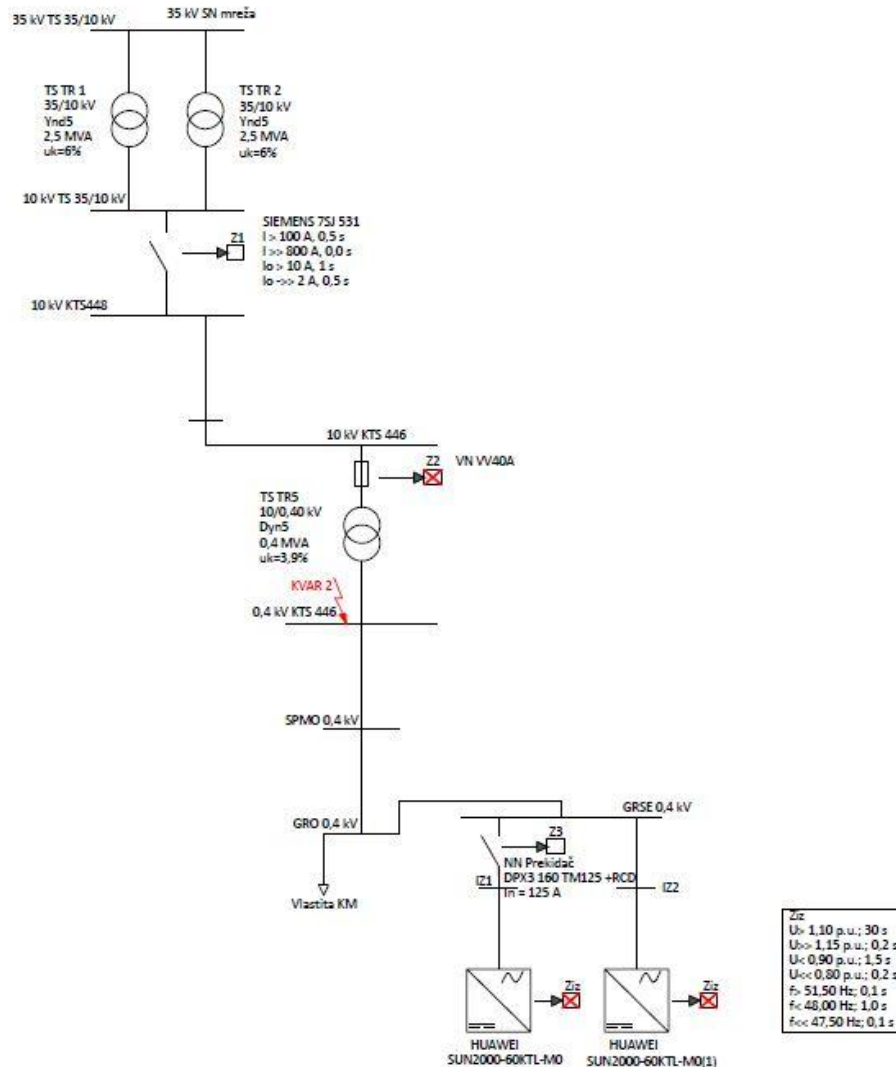 35 kV TS 35/10 kV
35 kV SN mreža
TS TR 1
35/10 kV
Ynd5
2,5 MVA
uk=6%
TS TR 2
35/10 kV
Ynd5
2,5 MVA
uk=6%
10 kV TS 35/10 kV
Z1
SIEMENS 7SJ 531
I > 100 A, 0,5 s
I >> 800 A, 0,0 s
Io > 10 A, 1 s
Io ->> 2 A, 0,5 s
10 kV KTS448
10 kV KTS 446
Z2
VN VV40A
TS TR5
10/0,40 kV
Dyn5
0,4 MVA
uk=3,9%
KVAR 2
0,4 kV KTS 446
SPMO 0,4 kV
GRSE 0,4 kV
GRO 0,4 kV
Z3
NN Prekidač
DPX3 160 TM125 +RCD
In = 125 A
IZ1
IZ2
Vlastita KM
Ziz
Ziz
HUAWEI
SUN2000-60KTL-M0
HUAWEI
SUN2000-60KTL-M0(1)
Ziz
U> 1,10 p.u.; 30 s
U>> 1,15 p.u.; 0,2 s
U< 0,90 p.u.; 1,5 s
U<< 0,80 p.u.; 0,2 s
f> 51,50 Hz; 0,1 s
f< 48,00 Hz; 1,0 s
f<< 47,50 Hz; 0,1 s